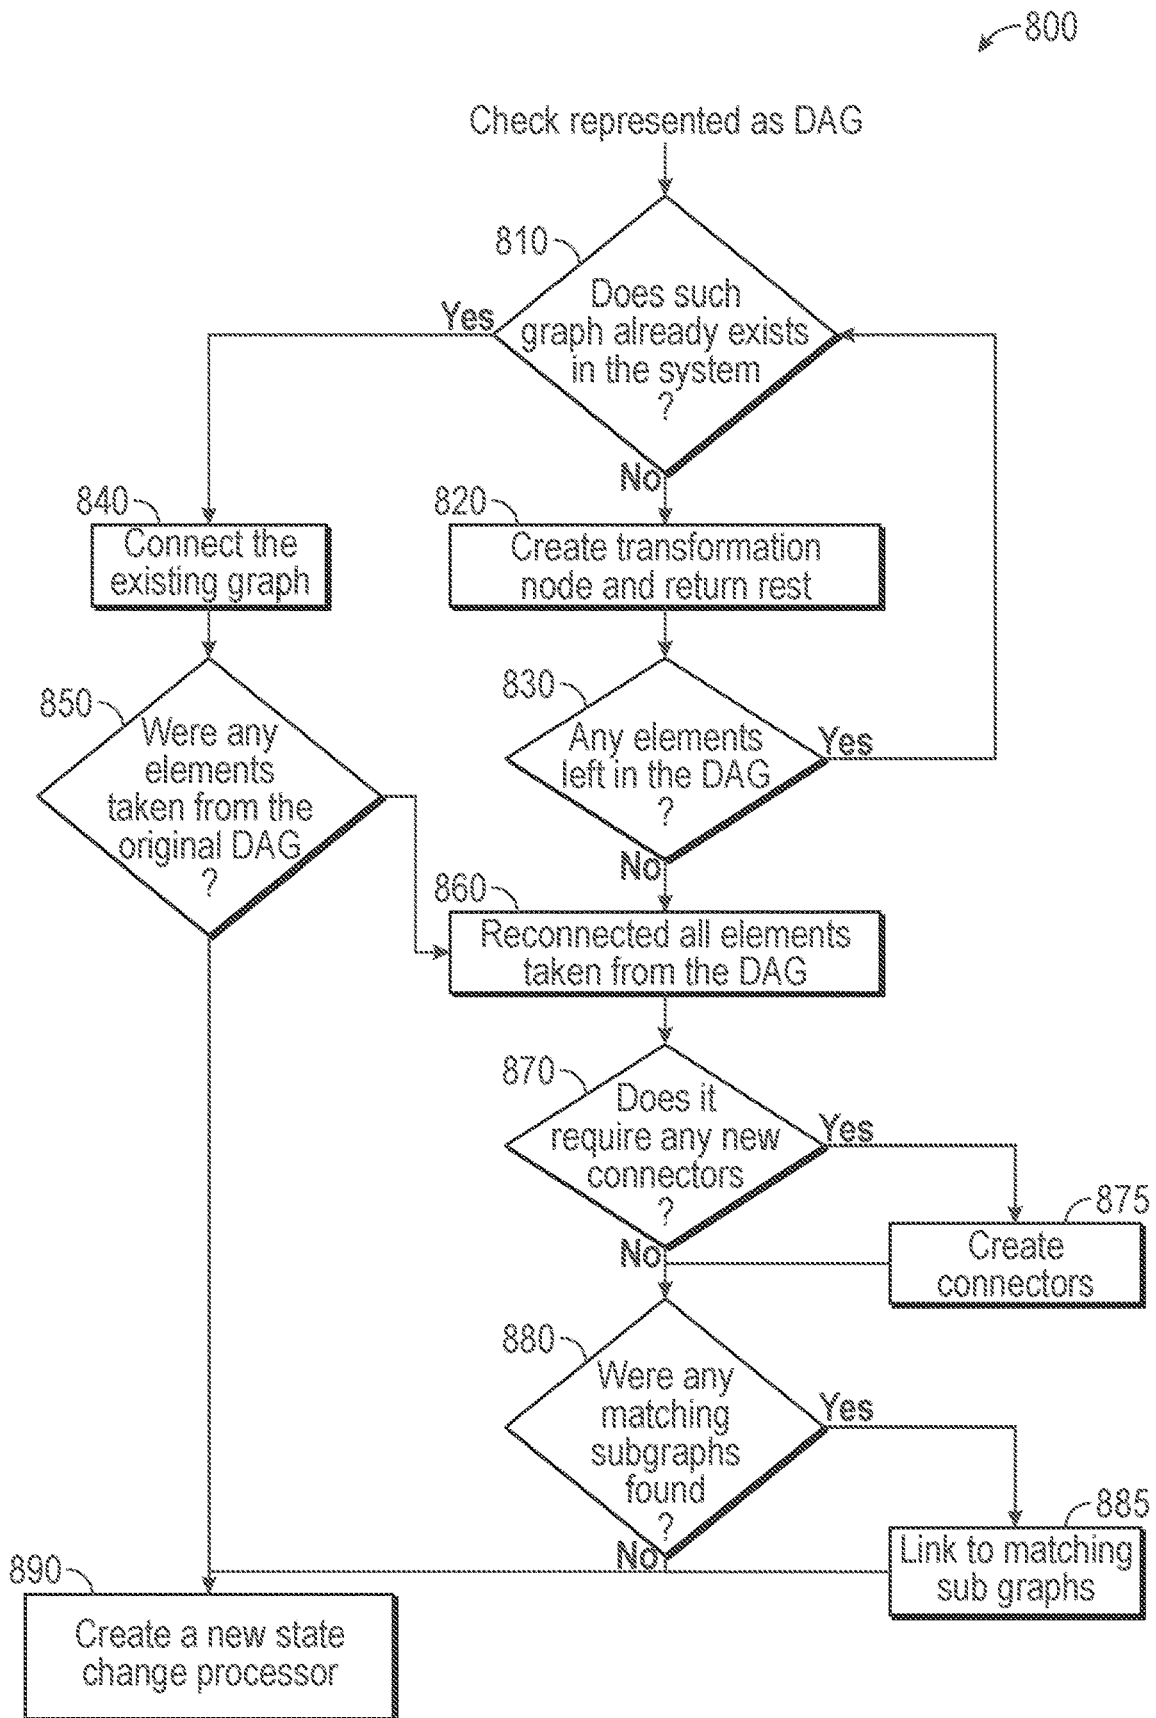 800
Check represented as DAG
810
Does such
graph already exists
in the system
?
Yes
No
840
Connect the
existing graph
820
Create transformation
node and return rest
850
Were any
elements
taken from the
original DAG
?
830
Any elements
left in the DAG
?
Yes
No
860
Reconnected all elements
taken from the DAG
870
Does it
require any new
connectors
?
Yes
No
875
Create
connectors
880
Were any
matching
subgraphs
found
?
Yes
No
885
Link to matching
sub graphs
890
Create a new state
change processor